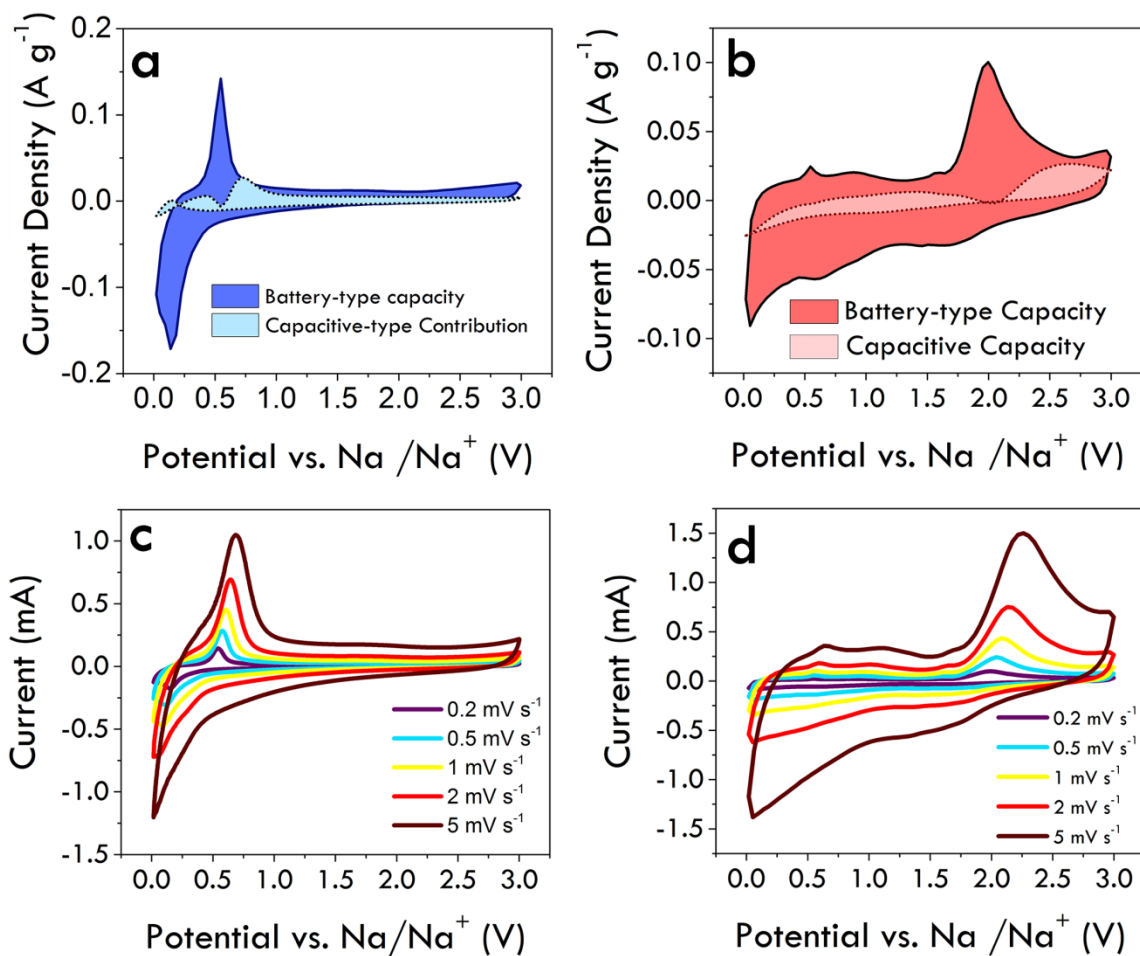 a
Current Density (A g⁻¹)
0.2
0.1
0.0
-0.1
-0.2
Battery-type capacity
Capacitive-type Contribution
0.0 0.5 1.0 1.5 2.0 2.5 3.0
Potential vs. Na /Na⁺ (V)
b
Current Density (A g⁻¹)
0.10
0.05
0.00
-0.05
-0.10
Battery-type Capacity
Capacitive Capacity
0.0 0.5 1.0 1.5 2.0 2.5 3.0
Potential vs. Na /Na⁺ (V)
c
Current (mA)
1.0
0.5
0.0
-0.5
-1.0
-1.5
0.2 mV s⁻¹
0.5 mV s⁻¹
1 mV s⁻¹
2 mV s⁻¹
5 mV s⁻¹
0.0 0.5 1.0 1.5 2.0 2.5 3.0
Potential vs. Na/Na⁺ (V)
d
Current (mA)
1.5
1.0
0.5
0.0
-0.5
-1.0
-1.5
0.2 mV s⁻¹
0.5 mV s⁻¹
1 mV s⁻¹
2 mV s⁻¹
5 mV s⁻¹
0.0 0.5 1.0 1.5 2.0 2.5 3.0
Potential vs. Na /Na⁺ (V)